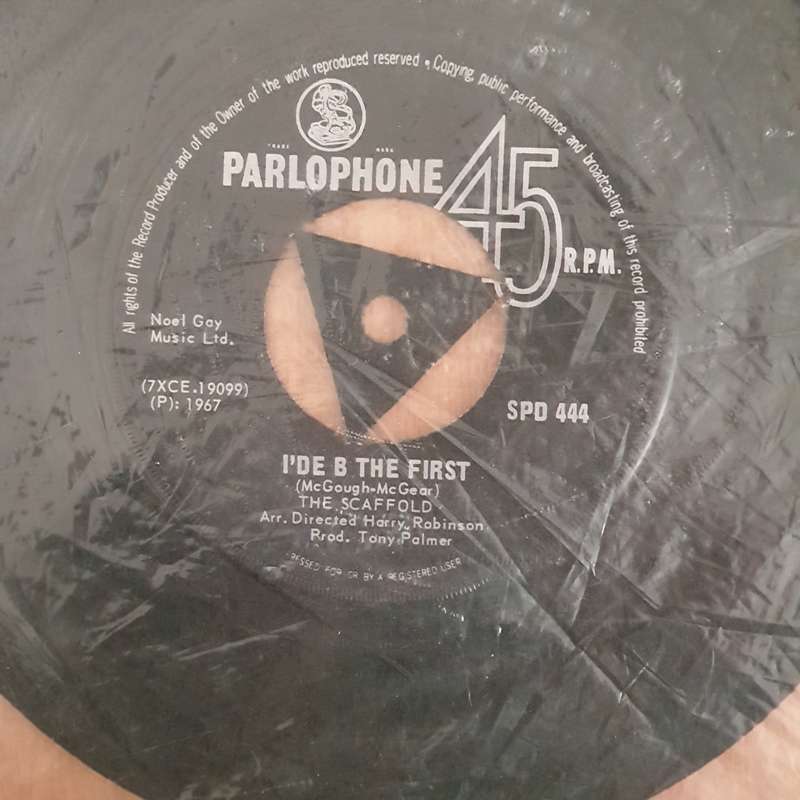 All rights of the Record Producer and of the Owner of the work reproduced reserved • Copying, public performance and broadcasting of this record prohibited
TRADE MARK
PARLOPHONE
45
R.P.M.
Noel Gay
Music Ltd.
(7XCE.19099)
(P): 1967
SPD 444
I'DE B THE FIRST
(McGough-McGear)
THE SCAFFOLD
Arr. Directed Harry Robinson
Rrod. Tony Palmer
PRESSED FOR OR BY A REGISTERED USER